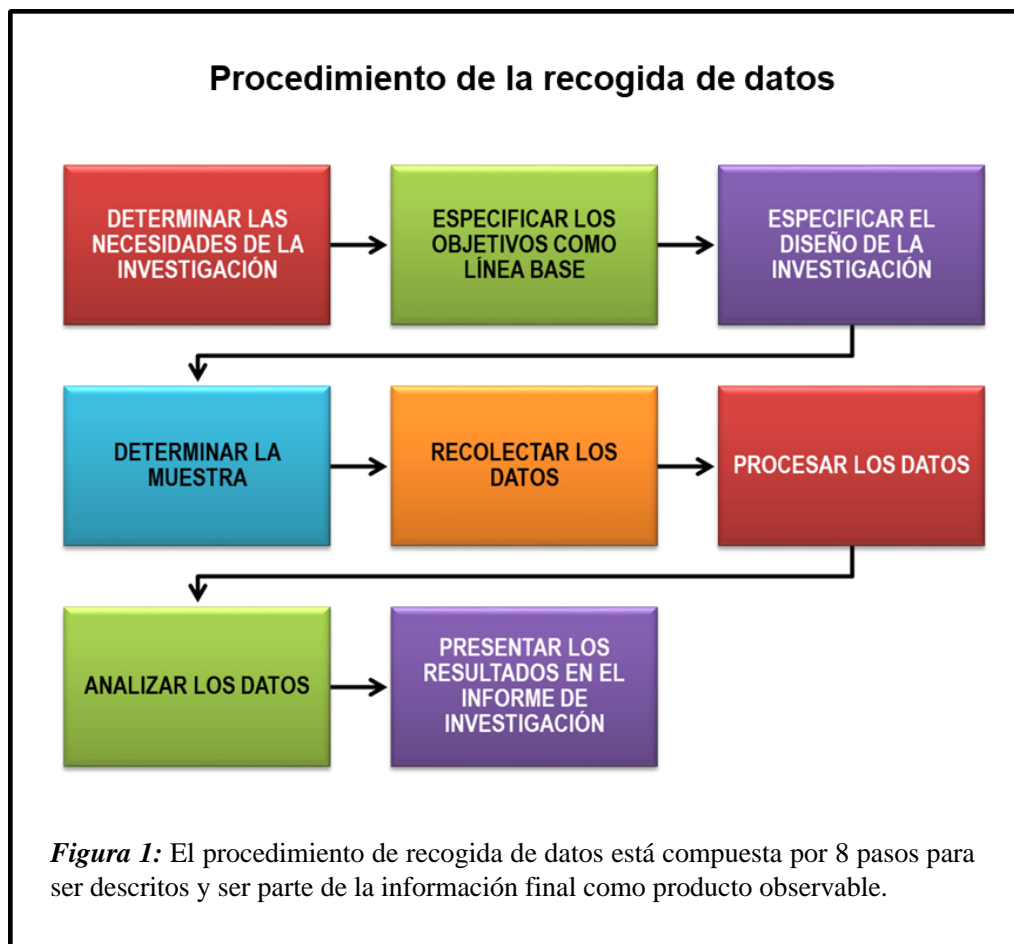 Procedimiento de la recogida de datos
DETERMINAR LAS
NECESIDADES DE LA
INVESTIGACIÓN
ESPECIFICAR LOS
OBJETIVOS COMO
LÍNEA BASE
ESPECIFICAR EL
DISEÑO DE LA
INVESTIGACIÓN
DETERMINAR LA
MUESTRA
RECOLECTAR LOS
DATOS
PROCESAR LOS DATOS
ANALIZAR LOS DATOS
PRESENTAR LOS
RESULTADOS EN EL
INFORME DE
INVESTIGACIÓN
Figura 1: El procedimiento de recogida de datos está compuesta por 8 pasos para
ser descritos y ser parte de la información final como producto observable.